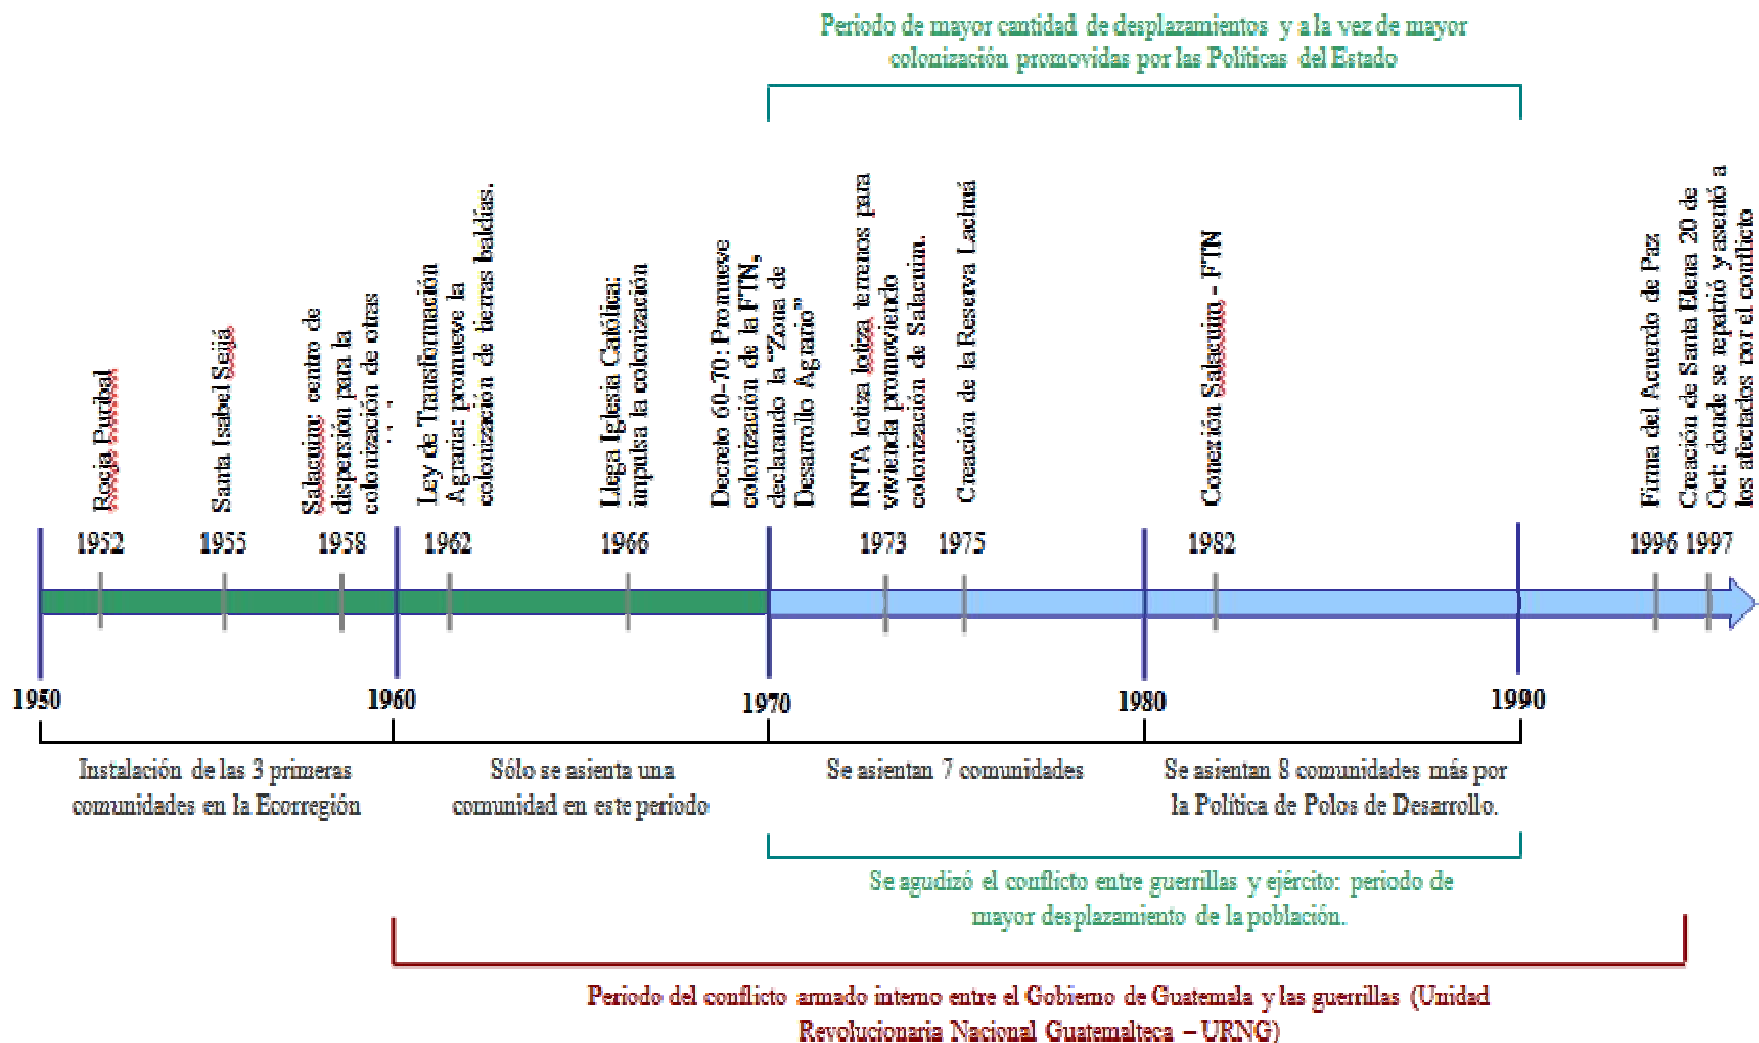 Periodo de mayor cantidad de desplazamientos y a la vez de mayor
colonización promovidas por las Políticas del Estado
Rocja Puribal
Santa Isabel Seija
Salacuim: centro de
dispersión para la
colonización de otras
Ley de Transformación
Agraria: promueve la
colonización de tierras baldías.
Llega Iglesia Católica:
impulsa la colonización
Decreto 60-70: Promueve
colonización de la FTN,
declarando la “Zona de
Desarrollo Agrario”
INTA lotiza terrenos para
vivienda promoviendo
colonización de Salacuim.
Creación de la Reserva Lachuá
Conexión Salacuim - FTN
Firma del Acuerdo de Paz
Creación de Santa Elena 20 de
Oct: donde se repatrió y asentó a
los afectados por el conflicto
1952
1955
1958
1962
1966
1973
1975
1982
1996
1997
1950
1960
1970
1980
1990
Instalación de las 3 primeras
comunidades en la Ecorregión
Sólo se asienta una
comunidad en este periodo
Se asientan 7 comunidades
Se asientan 8 comunidades más por
la Política de Polos de Desarrollo.
Se agudizó el conflicto entre guerrillas y ejército: periodo de
mayor desplazamiento de la población.
Periodo del conflicto armado interno entre el Gobierno de Guatemala y las guerrillas (Unidad
Revolucionaria Nacional Guatemalteca – URNG)